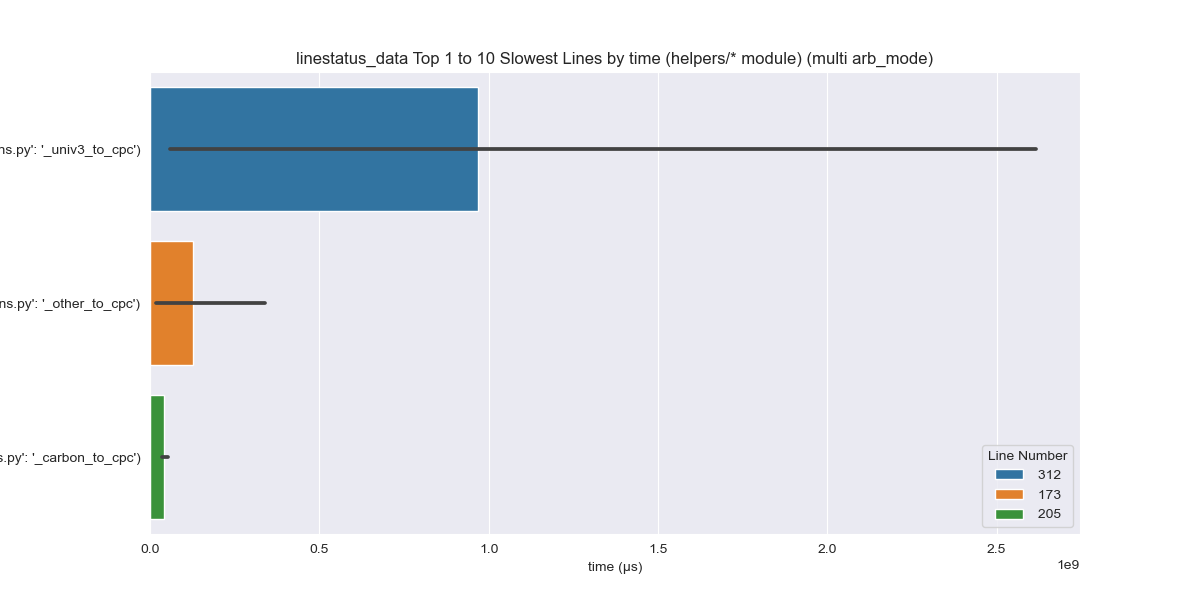 linestatus_data Top 1 to 10 Slowest Lines by time (helpers/* module) (multi arb_mode)
ns.py': '_univ3_to_cpc')
ns.py': '_other_to_cpc')
s.py': '_carbon_to_cpc')
Line Number
312
173
205
0.0 0.5 1.0 1.5 2.0 2.5
1e9
time (µs)